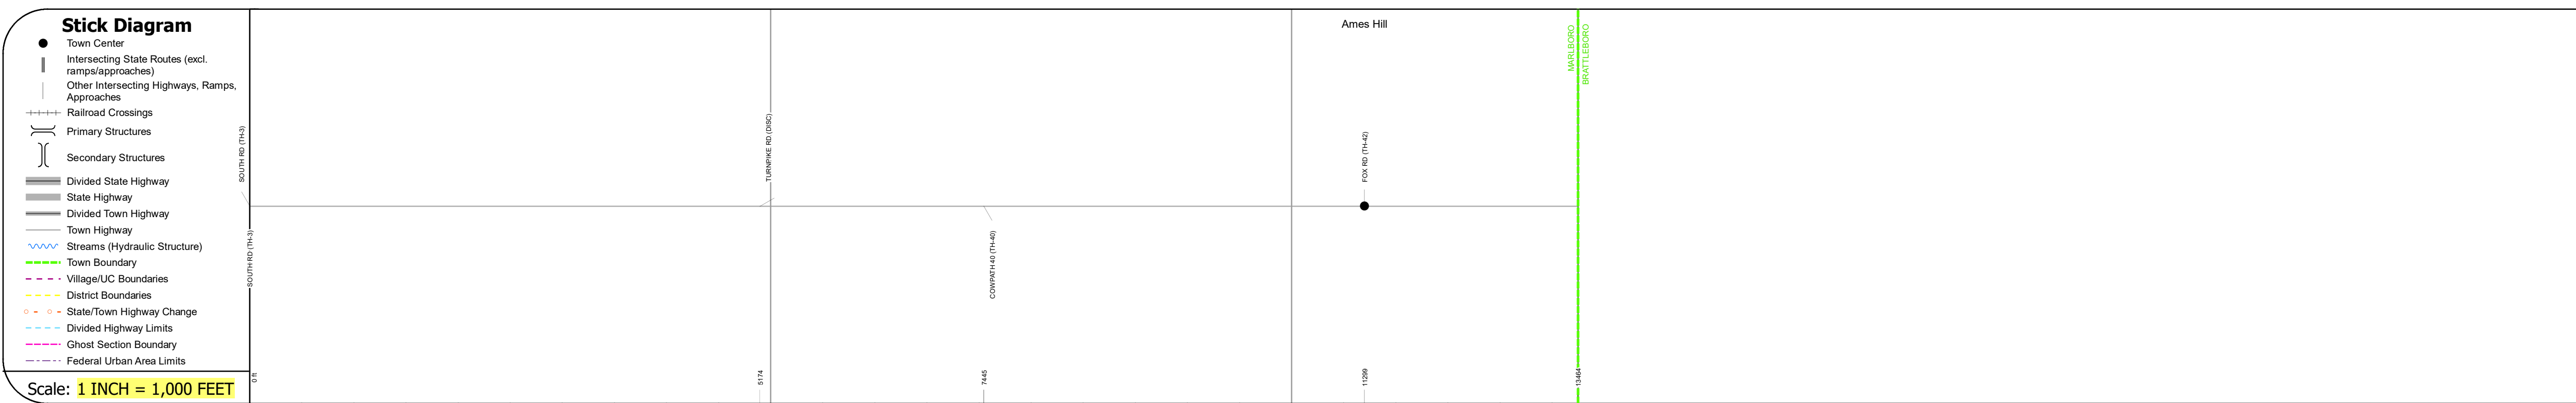 Stick Diagram
Town Center
Intersecting State Routes (excl.
ramps/approaches)
Other Intersecting Highways, Ramps,
Approaches
Railroad Crossings
Primary Structures
Secondary Structures
Divided State Highway
State Highway
Divided Town Highway
Town Highway
Streams (Hydraulic Structure)
Town Boundary
Village/UC Boundaries
District Boundaries
State/Town Highway Change
Divided Highway Limits
Ghost Section Boundary
Federal Urban Area Limits
Scale: 1 INCH = 1,000 FEET
SOUTH RD (TH-3)
SOUTH RD (TH-3)
0 ft
TURNPIKE RD (DISC)
5174
COWPATH 40 (TH-40)
7445
Ames Hill
FOX RD (TH-42)
11299
MARLBORO
BRATTLEBORO
13464